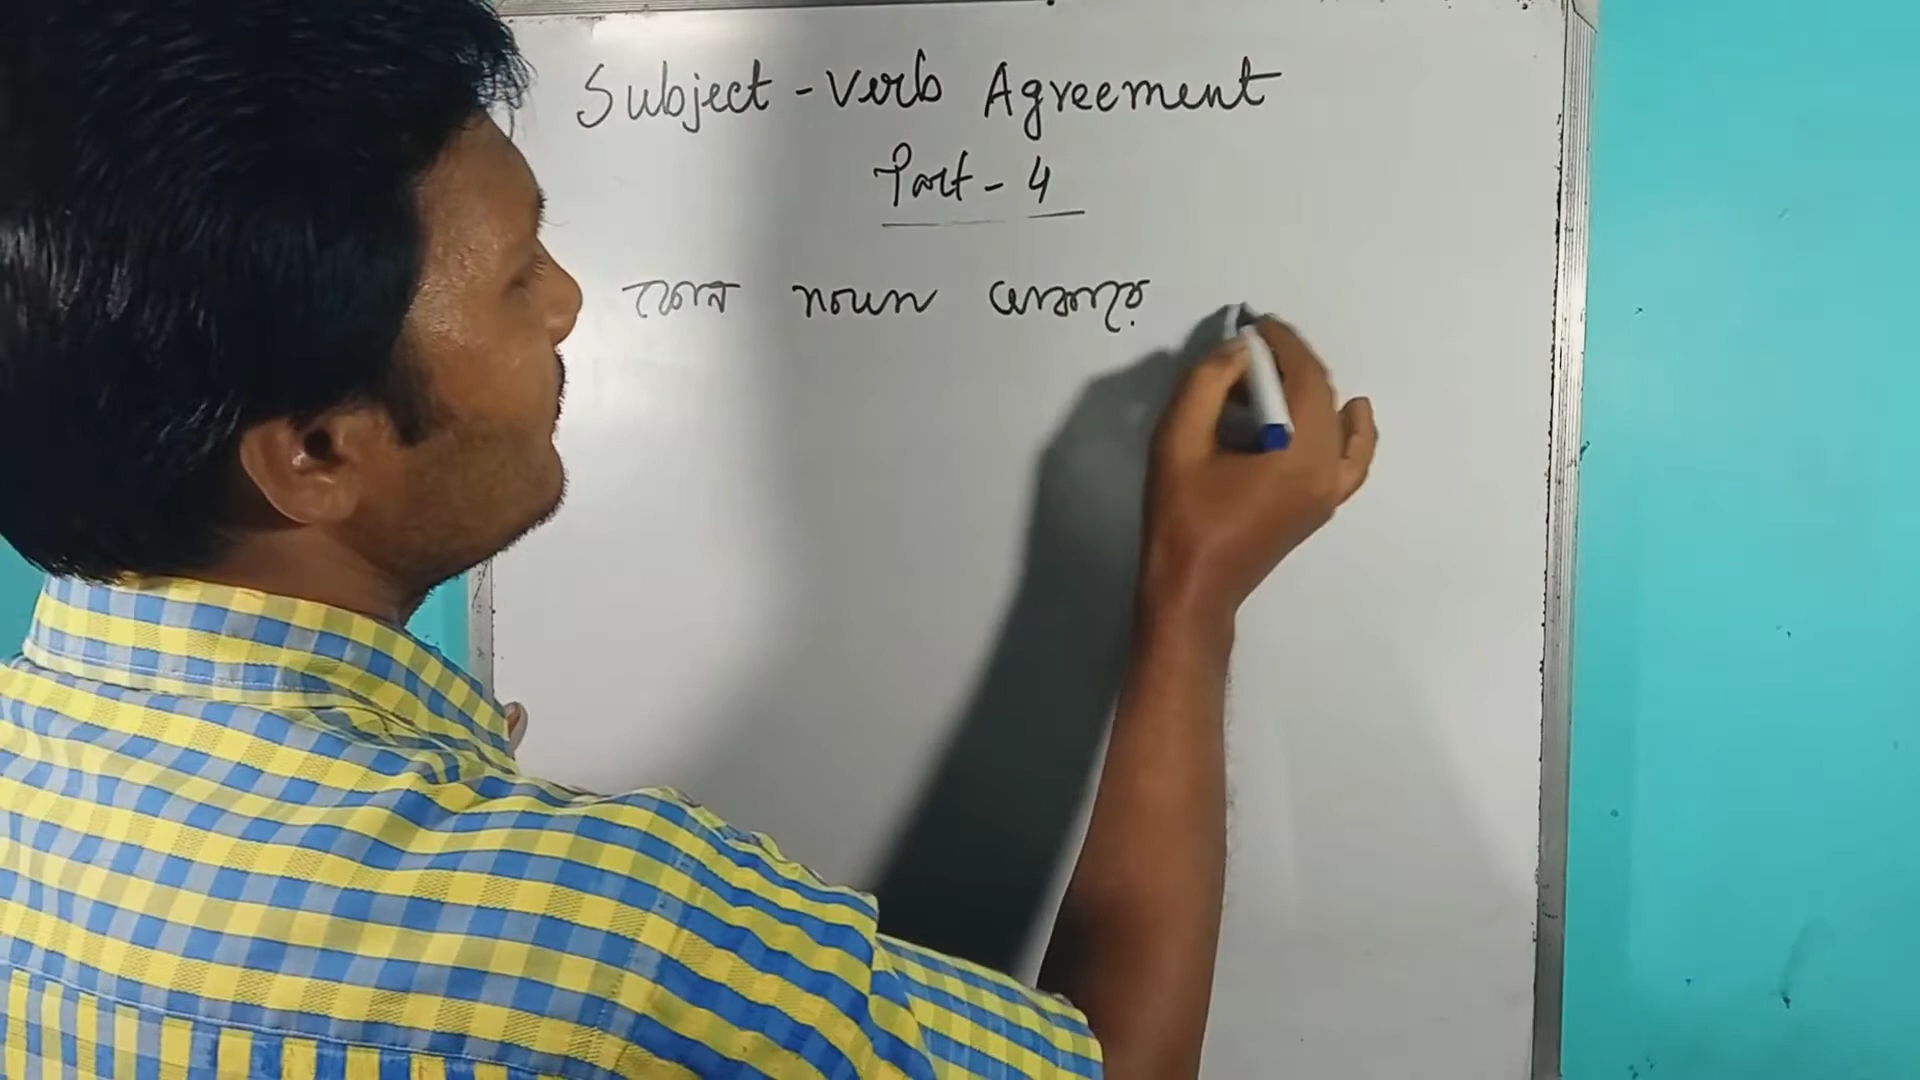 Subject - Verb Agreement
Part - 4
কোন noun